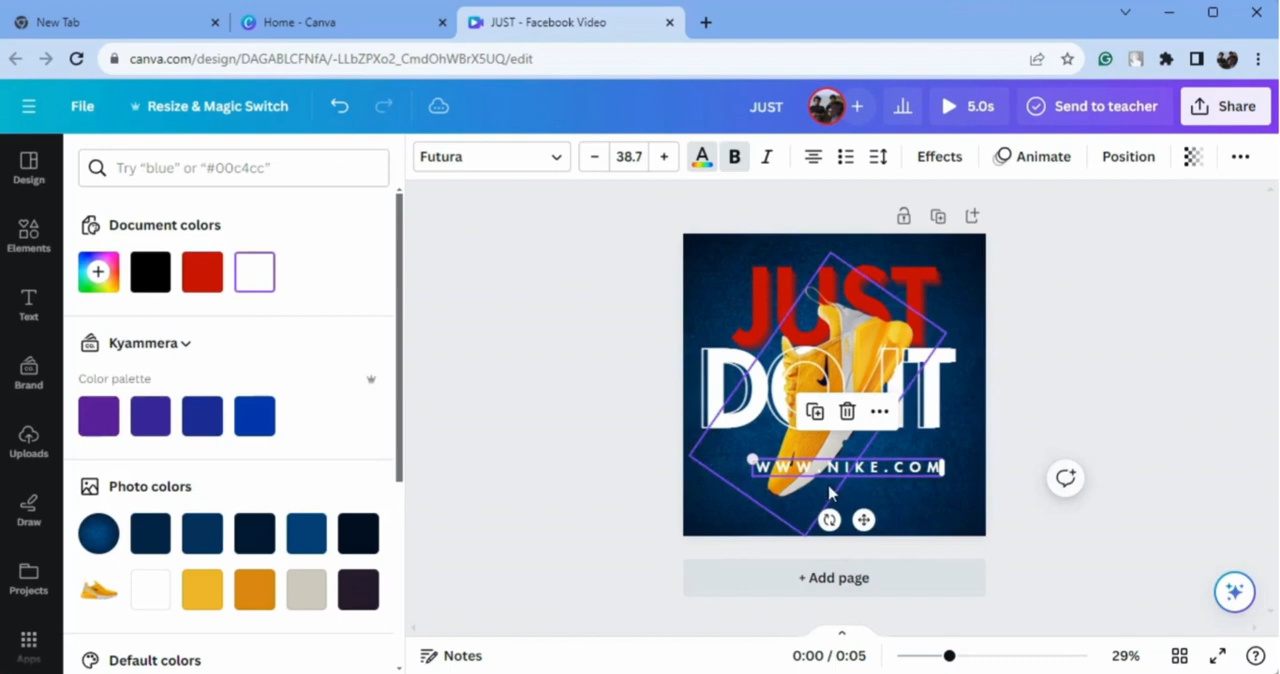 New Tab
Home - Canva
JUST - Facebook Video
canva.com/design/DAGABLCFNfA/-LLbZPXo2_CmdOhWBrX5UQ/edit
File
Resize & Magic Switch
JUST
5.0s
Send to teacher
Share
Futura
38.7
A
B
I
Effects
Animate
Position
Try “blue” or “#00c4cc”
Document colors
Kyammera
Color palette
Photo colors
Default colors
Design
Elements
Text
Brand
Uploads
Draw
Projects
Apps
JUST
DO IT
WWW.NIKE.COM
+ Add page
Notes
0:00 / 0:05
29%